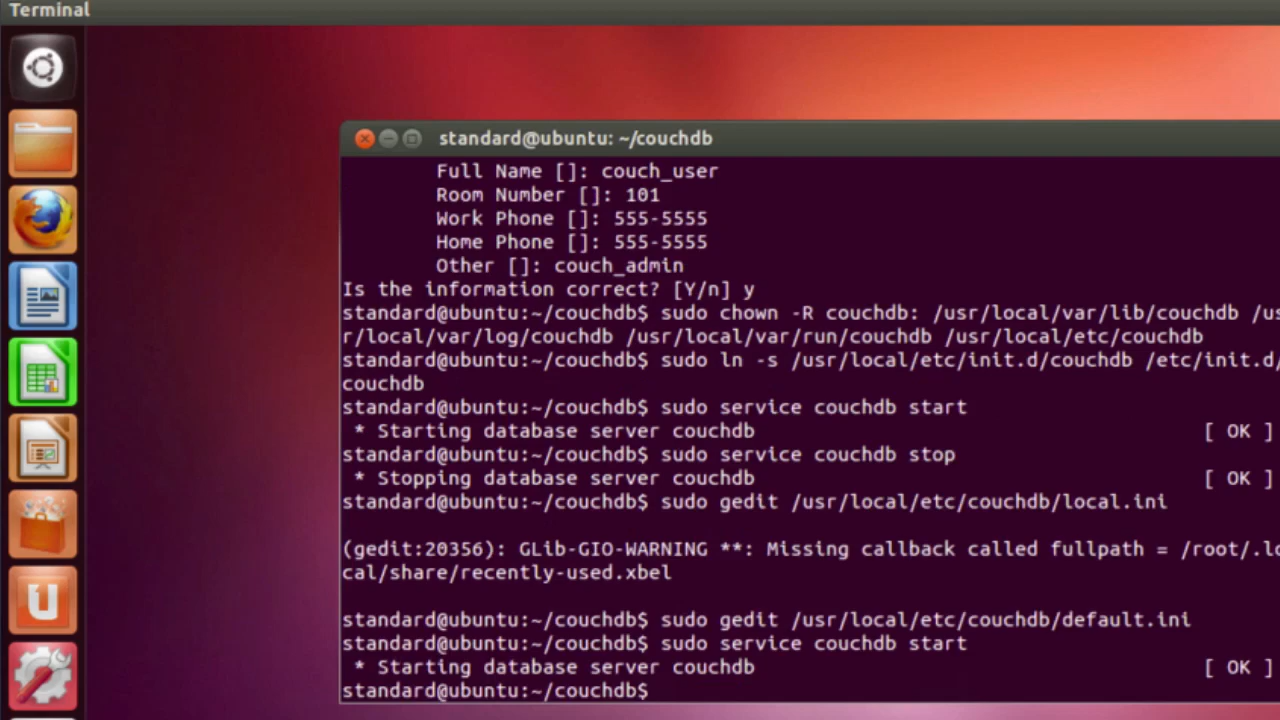 Terminal
standard@ubuntu: ~/couchdb
Full Name []: couch_user
Room Number []: 101
Work Phone []: 555-5555
Home Phone []: 555-5555
Other []: couch_admin
Is the information correct? [Y/n] y
standard@ubuntu:~/couchdb$ sudo chown -R couchdb: /usr/local/var/lib/couchdb /us
r/local/var/log/couchdb /usr/local/var/run/couchdb /usr/local/etc/couchdb
standard@ubuntu:~/couchdb$ sudo ln -s /usr/local/etc/init.d/couchdb /etc/init.d/
couchdb
standard@ubuntu:~/couchdb$ sudo service couchdb start
* Starting database server couchdb [ OK ]
standard@ubuntu:~/couchdb$ sudo service couchdb stop
* Stopping database server couchdb [ OK ]
standard@ubuntu:~/couchdb$ sudo gedit /usr/local/etc/couchdb/local.ini
(gedit:20356): GLib-GIO-WARNING **: Missing callback called fullpath = /root/.lo
cal/share/recently-used.xbel
standard@ubuntu:~/couchdb$ sudo gedit /usr/local/etc/couchdb/default.ini
standard@ubuntu:~/couchdb$ sudo service couchdb start
* Starting database server couchdb [ OK ]
standard@ubuntu:~/couchdb$